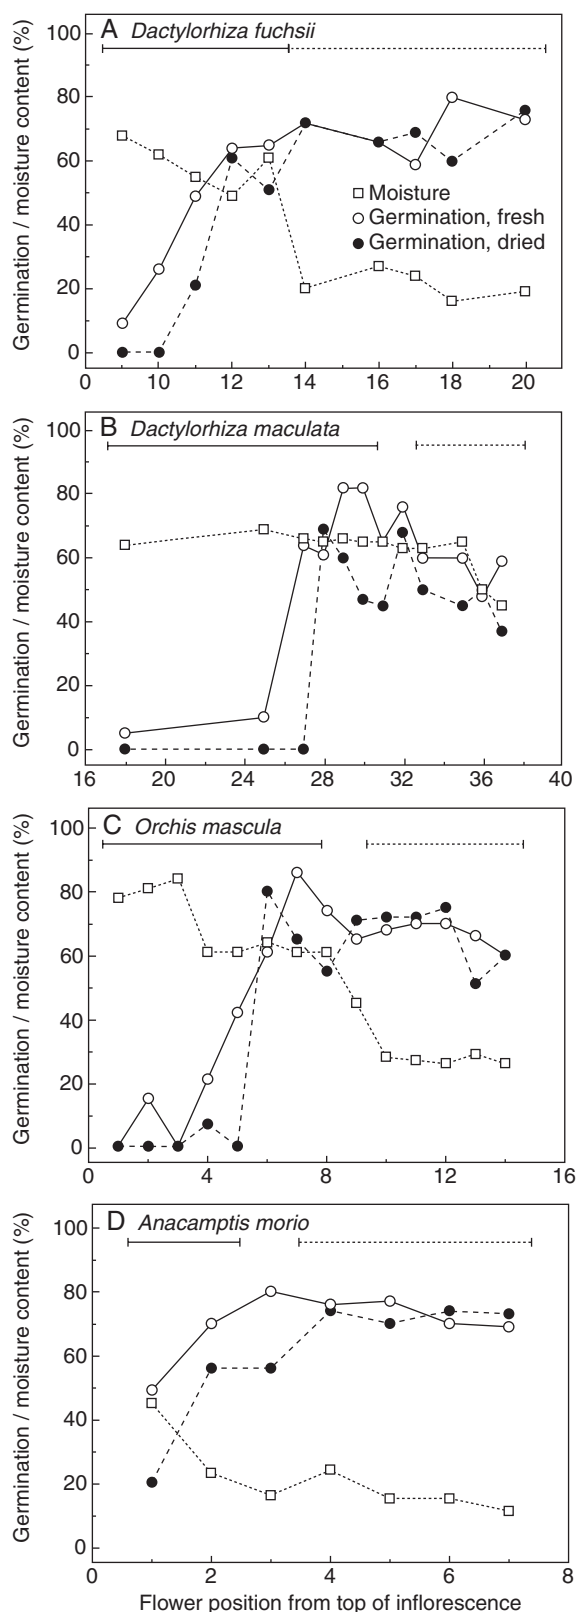 A Dactylorhiza fuchsii
Germination / moisture content (%)
100
80
60
40
20
0
Moisture
Germination, fresh
Germination, dried
0 10 12 14 16 18 20
B Dactylorhiza maculata
Germination / moisture content (%)
100
80
60
40
20
0
16 20 24 28 32 36 40
C Orchis mascula
Germination / moisture content (%)
100
80
60
40
20
0
0 4 8 12 16
D Anacamptis morio
Germination / moisture content (%)
100
80
60
40
20
0
0 2 4 6 8
Flower position from top of inflorescence